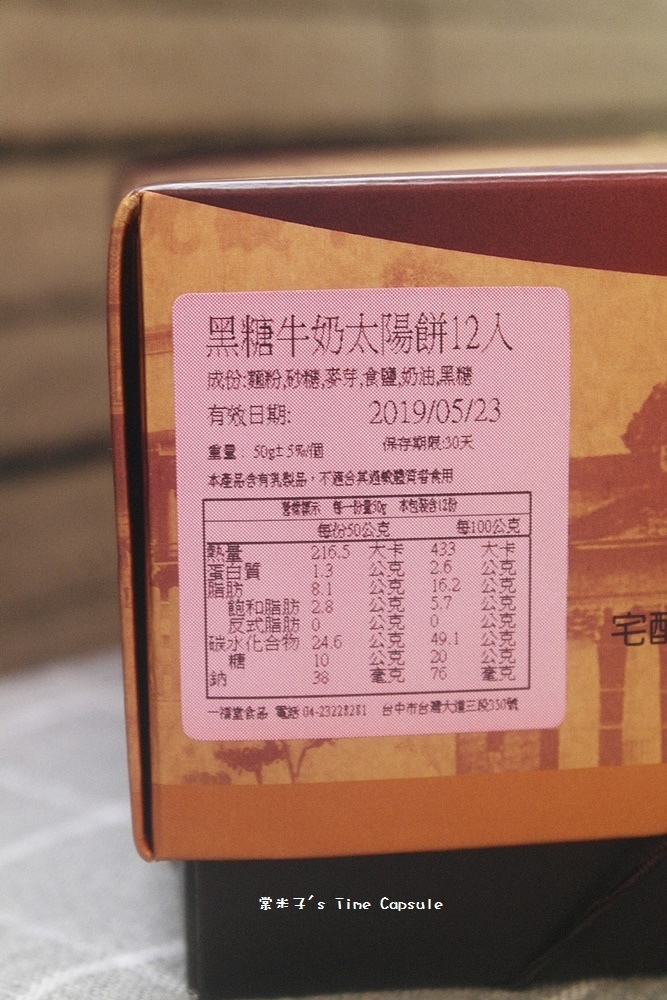 黑糖牛奶太陽餅12入
成份:麵粉,砂糖,麥芽,食鹽,奶油,黑糖
有效日期: 2019/05/23
重量: 50g±5%/個 保存期限:30天
本產品含有乳製品,不適合其過敏體質者食用
營養標示 每一份量50g 本包裝含12份
每份50公克 每100公克
熱量 216.5 大卡 433 大卡
蛋白質 1.3 公克 2.6 公克
脂肪 8.1 公克 16.2 公克
飽和脂肪 2.8 公克 5.7 公克
反式脂肪 0 公克 0 公克
碳水化合物 24.6 公克 49.1 公克
糖 10 公克 20 公克
鈉 38 毫克 76 毫克
一福堂食品 電話 04-23228281 台中市台灣大道三段350號
宅配
棠米子's Time Capsule